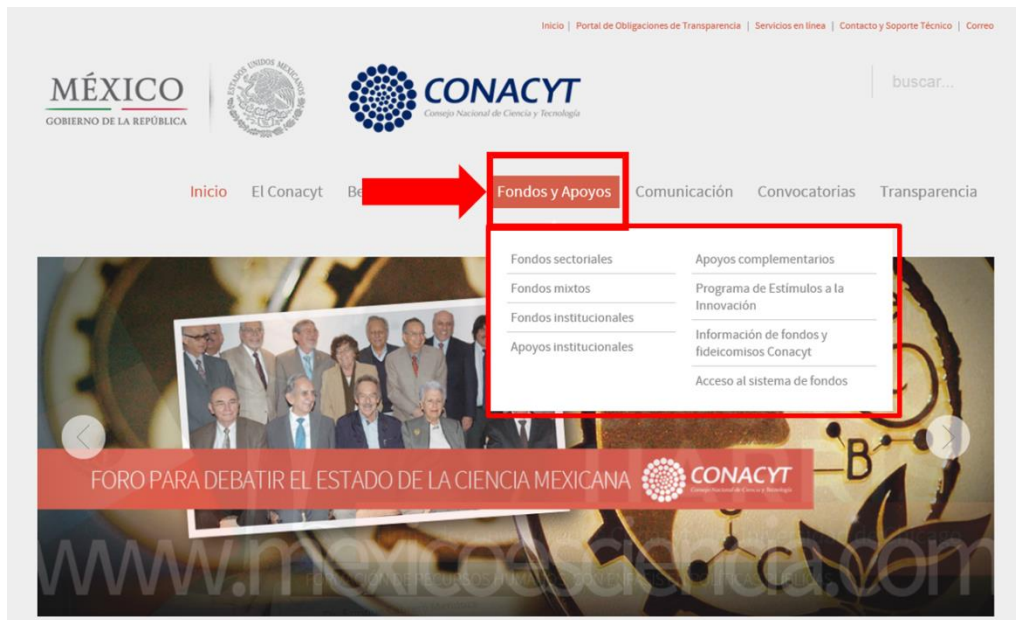 Inicio | Portal de Obligaciones de Transparencia | Servicios en línea | Contacto y Soporte Técnico | Correo
MÉXICO
GOBIERNO DE LA REPÚBLICA
ESTADOS UNIDOS MEXICANOS
CONACYT
Consejo Nacional de Ciencia y Tecnología
buscar...
Inicio El Conacyt Be Fondos y Apoyos Comunicación Convocatorias Transparencia
Fondos sectoriales
Fondos mixtos
Fondos institucionales
Apoyos institucionales
Apoyos complementarios
Programa de Estímulos a la
Innovación
Información de fondos y
fideicomisos Conacyt
Acceso al sistema de fondos
B
FORO PARA DEBATIR EL ESTADO DE LA CIENCIA MEXICANA
CONACYT
Consejo Nacional de Ciencia y Tecnología
www.mexicoesciencia.com